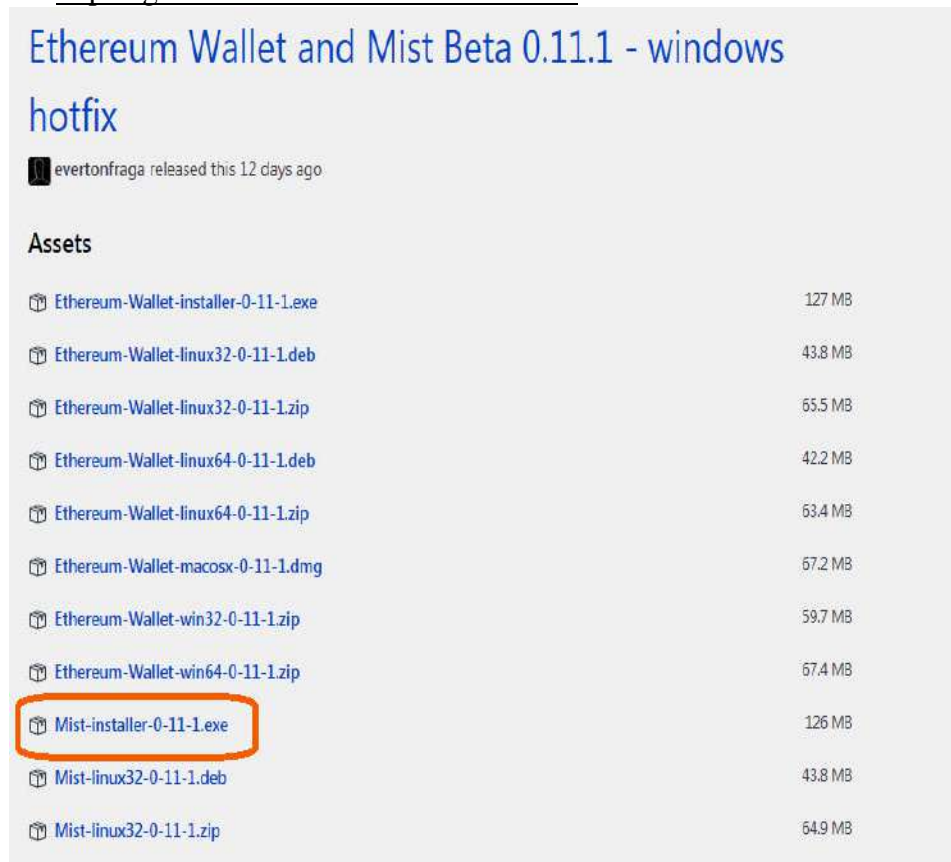 Ethereum Wallet and Mist Beta 0.11.1 - windows
hotfix
evertonfraga released this 12 days ago
Assets
Ethereum-Wallet-installer-0-11-1.exe 127 MB
Ethereum-Wallet-linux32-0-11-1.deb 43.8 MB
Ethereum-Wallet-linux32-0-11-1.zip 65.5 MB
Ethereum-Wallet-linux64-0-11-1.deb 42.2 MB
Ethereum-Wallet-linux64-0-11-1.zip 63.4 MB
Ethereum-Wallet-macosx-0-11-1.dmg 67.2 MB
Ethereum-Wallet-win32-0-11-1.zip 59.7 MB
Ethereum-Wallet-win64-0-11-1.zip 67.4 MB
Mist-installer-0-11-1.exe 126 MB
Mist-linux32-0-11-1.deb 43.8 MB
Mist-linux32-0-11-1.zip 64.9 MB